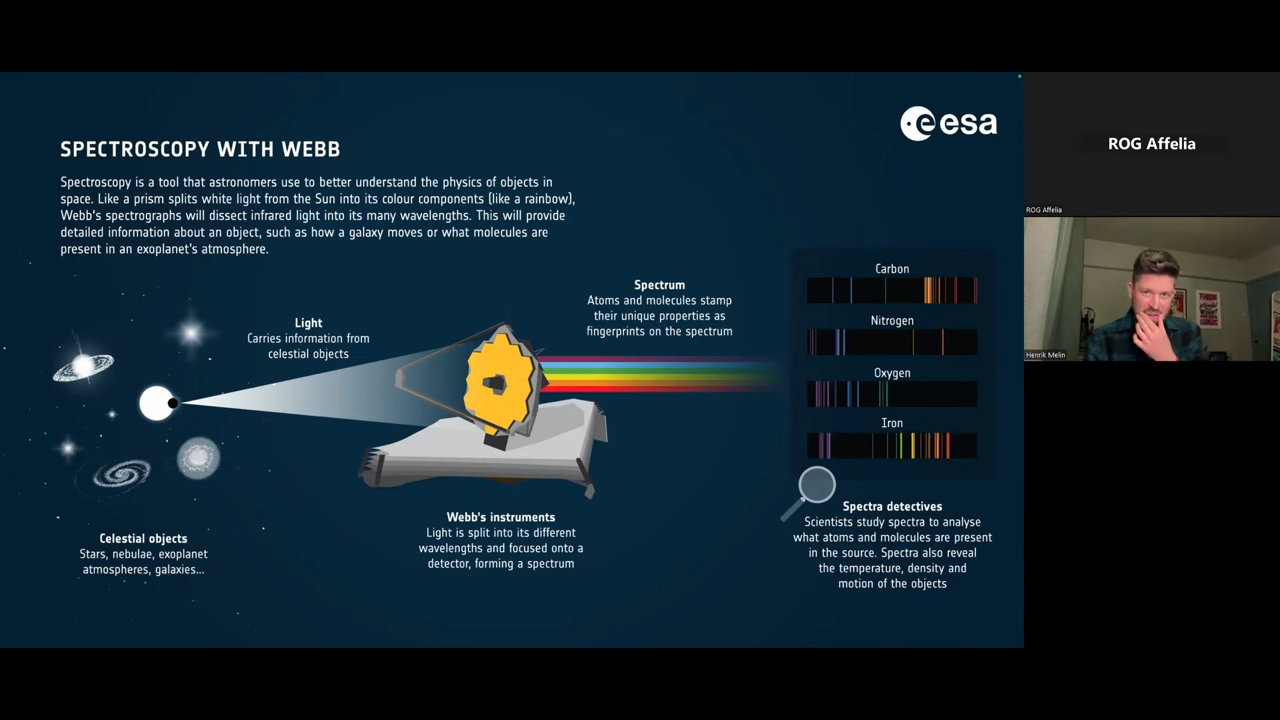 esa
SPECTROSCOPY WITH WEBB
Spectroscopy is a tool that astronomers use to better understand the physics of objects in
space. Like a prism splits white light from the Sun into its colour components (like a rainbow),
Webb's spectrographs will dissect infrared light into its many wavelengths. This will provide
detailed information about an object, such as how a galaxy moves or what molecules are
present in an exoplanet's atmosphere.
Light
Carries information from
celestial objects
Spectrum
Atoms and molecules stamp
their unique properties as
fingerprints on the spectrum
Carbon
Nitrogen
Oxygen
Iron
Celestial objects
Stars, nebulae, exoplanet
atmospheres, galaxies...
Webb's instruments
Light is split into its different
wavelengths and focused onto a
detector, forming a spectrum
Spectra detectives
Scientists study spectra to analyse
what atoms and molecules are present
in the source. Spectra also reveal
the temperature, density and
motion of the objects
ROG Affelia
ROG Affelia
Henrik Melin